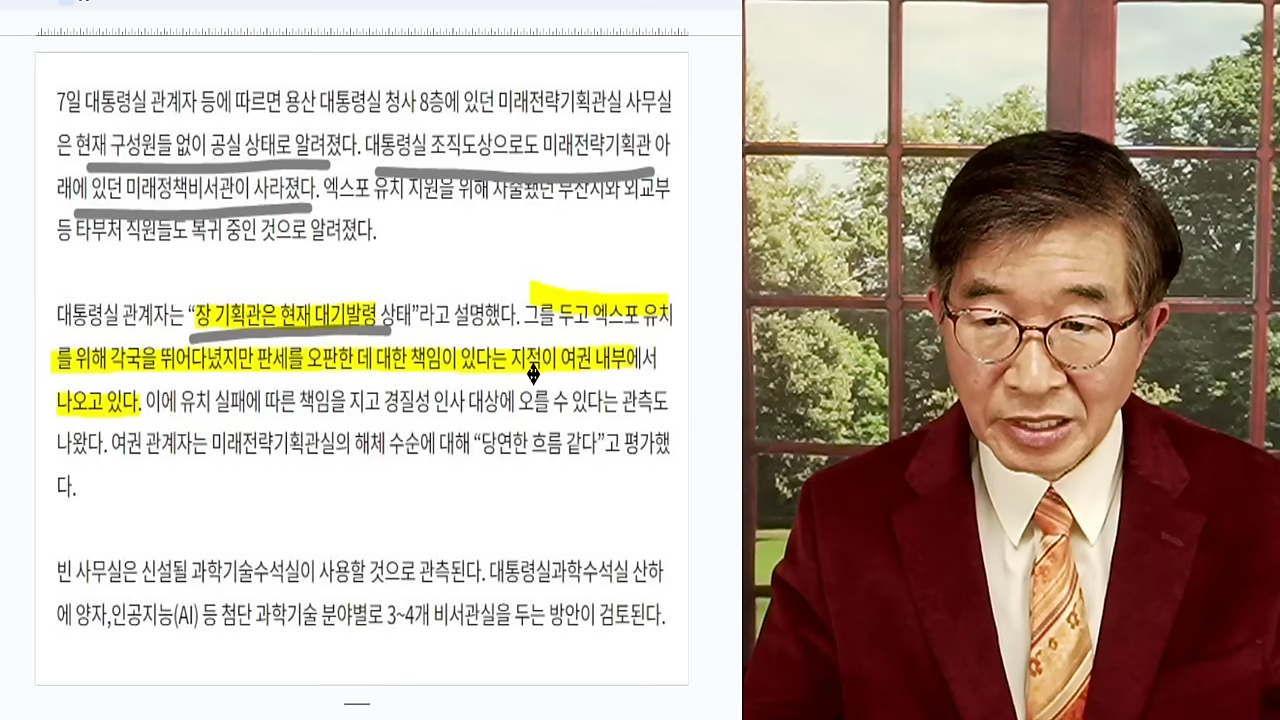 7일 대통령실 관계자 등에 따르면 용산 대통령실 청사 8층에 있던 미래전략기획관실 사무실
은 현재 구성원들 없이 공실 상태로 알려졌다. 대통령실 조직도상으로도 미래전략기획관 아
래에 있던 미래정책비서관이 사라졌다. 엑스포 유치 지원을 위해 차출됐던 부산시와 외교부
등 타부처 직원들도 복귀 중인 것으로 알려졌다.
대통령실 관계자는 “장 기획관은 현재 대기발령 상태”라고 설명했다. 그를 두고 엑스포 유치
를 위해 각국을 뛰어다녔지만 판세를 오판한 데 대한 책임이 있다는 지적이 여권 내부에서
나오고 있다. 이에 유치 실패에 따른 책임을 지고 경질성 인사 대상에 오를 수 있다는 관측도
나왔다. 여권 관계자는 미래전략기획관실의 해체 수순에 대해 “당연한 흐름 같다”고 평가했
다.
빈 사무실은 신설될 과학기술수석실이 사용할 것으로 관측된다. 대통령실과학수석실 산하
에 양자,인공지능(AI) 등 첨단 과학기술 분야별로 3~4개 비서관실을 두는 방안이 검토된다.